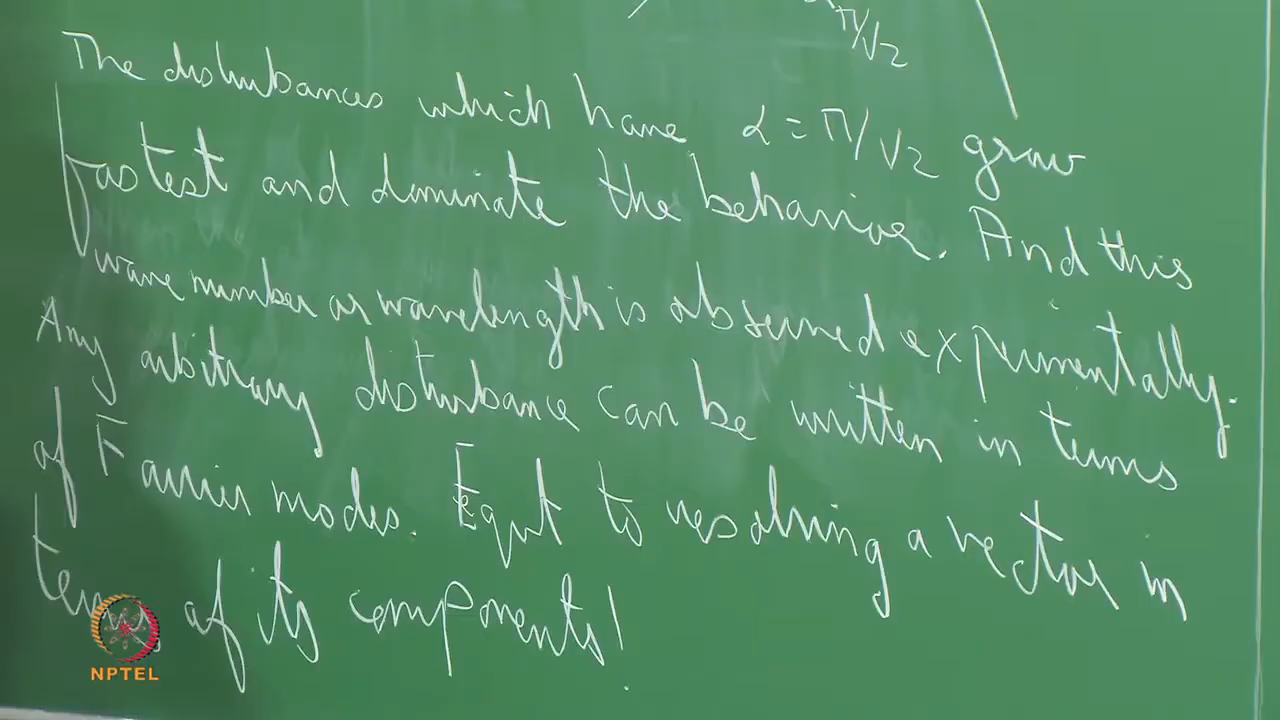 π/√2
The disturbances which have α = π/√2 grow
fastest and dominate the behavior. And this
wave number or wavelength is observed experimentally.
Any arbitrary disturbance can be written in terms
of Fourier modes. Eqvt to resolving a vector in
terms of its components!
NPTEL